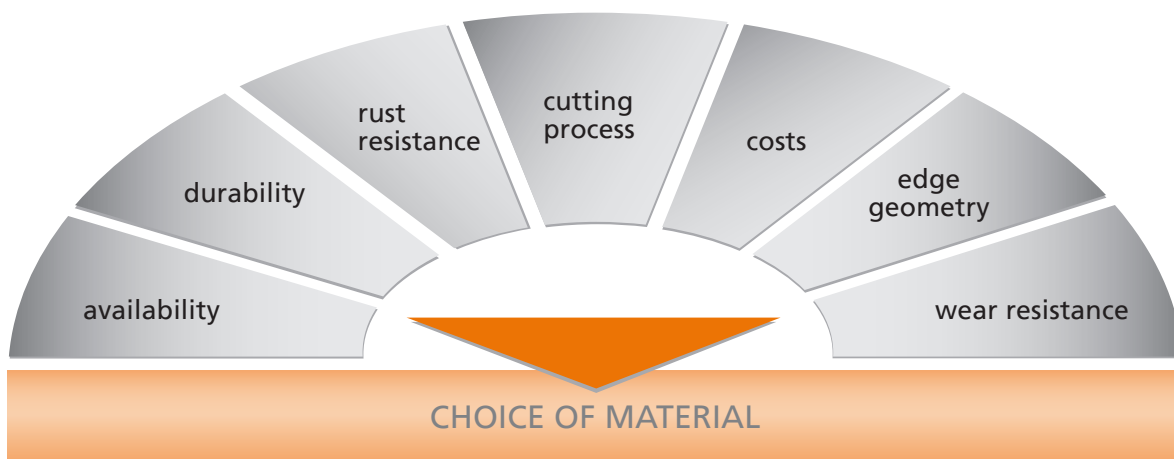 availability
durability
rust
resistance
cutting
process
costs
edge
geometry
wear resistance
CHOICE OF MATERIAL